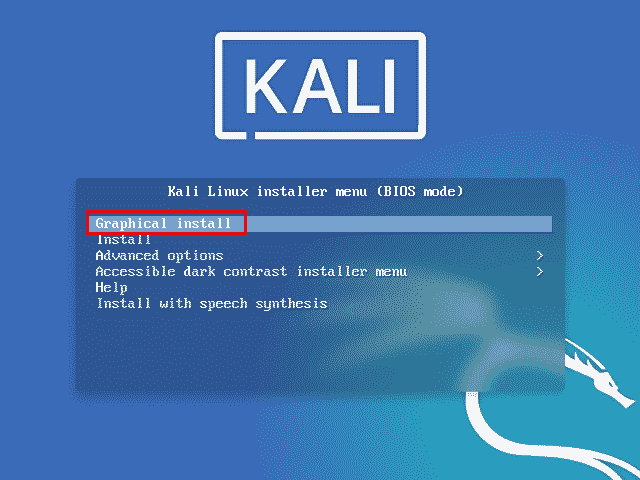 KALI
Kali Linux installer menu (BIOS mode)
Graphical install
Install
Advanced options >
Accessible dark contrast installer menu >
Help
Install with speech synthesis